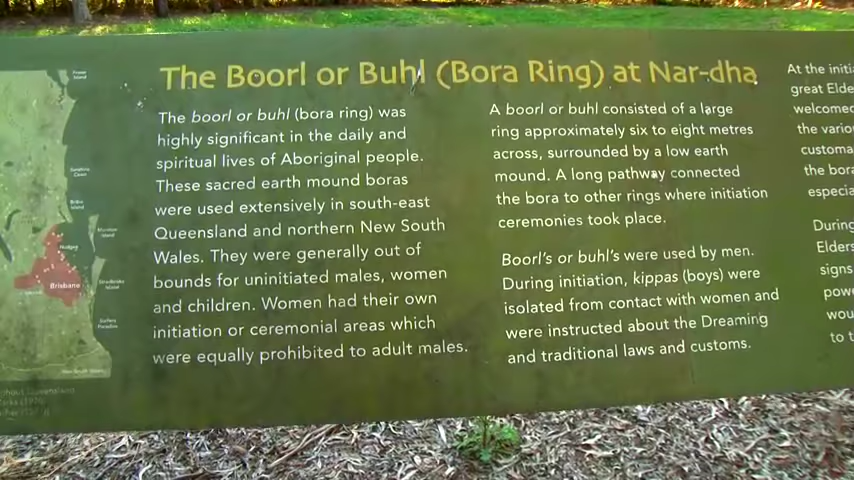 The Boorl or Buhl (Bora Ring) at Nar-dha
The boorl or buhl (bora ring) was
highly significant in the daily and
spiritual lives of Aboriginal people.
These sacred earth mound boras
were used extensively in south-east
Queensland and northern New South
Wales. They were generally out of
bounds for uninitiated males, women
and children. Women had their own
initiation or ceremonial areas which
were equally prohibited to adult males.
A boorl or buhl consisted of a large
ring approximately six to eight metres
across, surrounded by a low earth
mound. A long pathway connected
the bora to other rings where initiation
ceremonies took place.
Boorl's or buhl's were used by men.
During initiation, kippas (boys) were
isolated from contact with women and
were instructed about the Dreaming
and traditional laws and customs.
At the initi
great Elde
welcomed
the vario
customa
the bora
especia
During
Elders
signs
powe
wou
to t
Brisbane